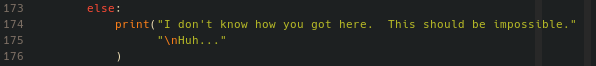 173         else:
174             print("I don't know how you got here.  This should be impossible."
175                   "\nHuh..."
176             )